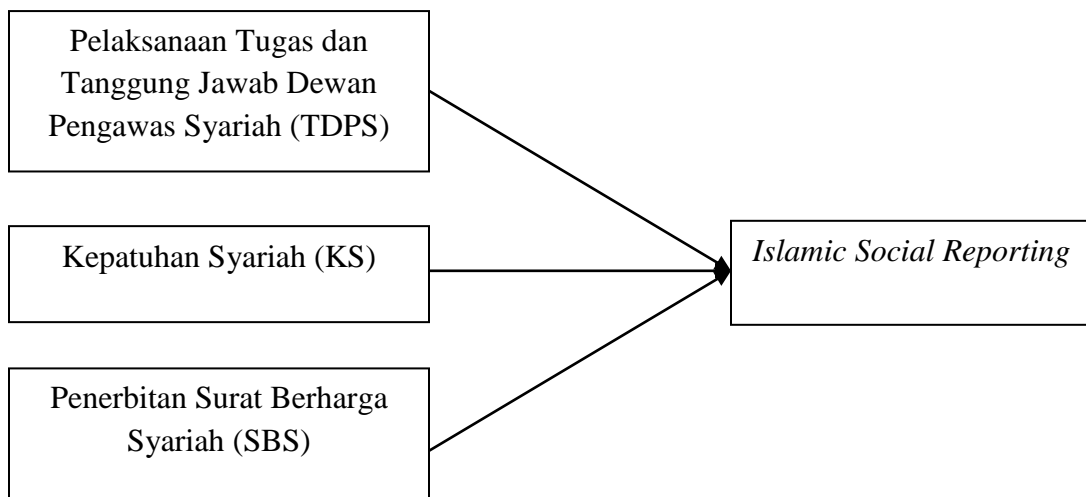 Pelaksanaan Tugas dan
Tanggung Jawab Dewan
Pengawas Syariah (TDPS)
Kepatuhan Syariah (KS)
Islamic Social Reporting
Penerbitan Surat Berharga
Syariah (SBS)